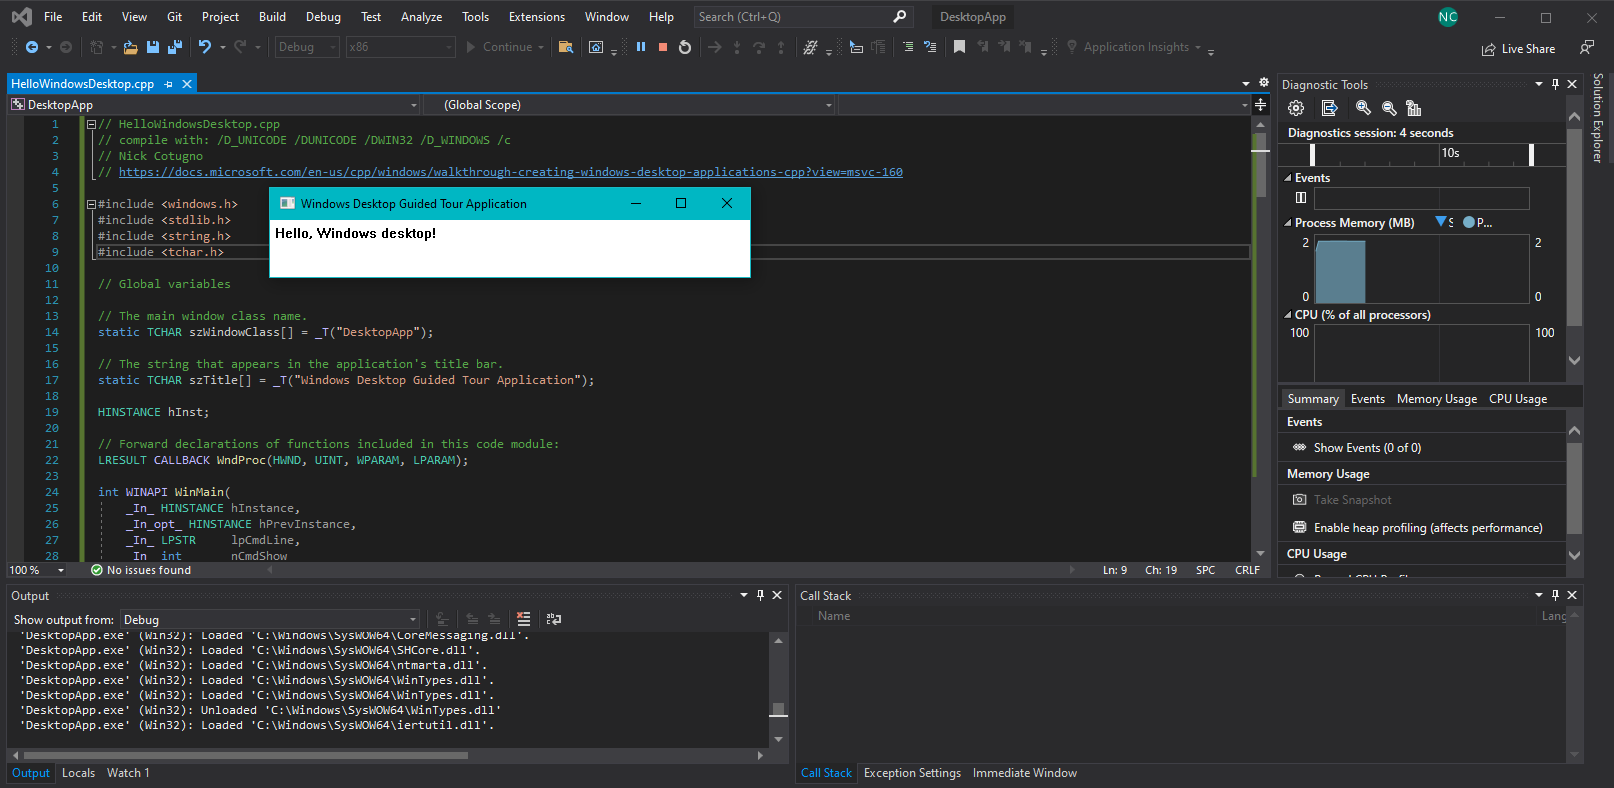 File Edit View Git Project Build Debug Test Analyze Tools Extensions Window Help Search (Ctrl+Q) DesktopApp NC
Debug x86 Continue Application Insights Live Share
HelloWindowsDesktop.cpp
DesktopApp (Global Scope)
1 // HelloWindowsDesktop.cpp
2 // compile with: /D_UNICODE /DUNICODE /DWIN32 /D_WINDOWS /c
3 // Nick Cotugno
4 // https://docs.microsoft.com/en-us/cpp/windows/walkthrough-creating-windows-desktop-applications-cpp?view=msvc-160
5
6 #include <windows.h>
7 #include <stdlib.h>
8 #include <string.h>
9 #include <tchar.h>
10
11 // Global variables
12
13 // The main window class name.
14 static TCHAR szWindowClass[] = _T("DesktopApp");
15
16 // The string that appears in the application's title bar.
17 static TCHAR szTitle[] = _T("Windows Desktop Guided Tour Application");
18
19 HINSTANCE hInst;
20
21 // Forward declarations of functions included in this code module:
22 LRESULT CALLBACK WndProc(HWND, UINT, WPARAM, LPARAM);
23
24 int WINAPI WinMain(
25 _In_ HINSTANCE hInstance,
26 _In_opt_ HINSTANCE hPrevInstance,
27 _In_ LPSTR lpCmdLine,
28 _In_ int nCmdShow
Windows Desktop Guided Tour Application
Hello, Windows desktop!
100 % No issues found Ln: 9 Ch: 19 SPC CRLF
Diagnostic Tools
Diagnostics session: 4 seconds
10s
Events
Process Memory (MB) S P...
2 2
0 0
CPU (% of all processors)
100 100
Summary Events Memory Usage CPU Usage
Events
Show Events (0 of 0)
Memory Usage
Take Snapshot
Enable heap profiling (affects performance)
CPU Usage
Solution Explorer
Output
Show output from: Debug
'DesktopApp.exe' (Win32): Loaded 'C:\Windows\SysWOW64\CoreMessaging.dll'.
'DesktopApp.exe' (Win32): Loaded 'C:\Windows\SysWOW64\SHCore.dll'.
'DesktopApp.exe' (Win32): Loaded 'C:\Windows\SysWOW64\ntmarta.dll'.
'DesktopApp.exe' (Win32): Loaded 'C:\Windows\SysWOW64\WinTypes.dll'.
'DesktopApp.exe' (Win32): Loaded 'C:\Windows\SysWOW64\WinTypes.dll'.
'DesktopApp.exe' (Win32): Unloaded 'C:\Windows\SysWOW64\WinTypes.dll'
'DesktopApp.exe' (Win32): Loaded 'C:\Windows\SysWOW64\iertutil.dll'.
Output Locals Watch 1
Call Stack
Name Lang
Call Stack Exception Settings Immediate Window